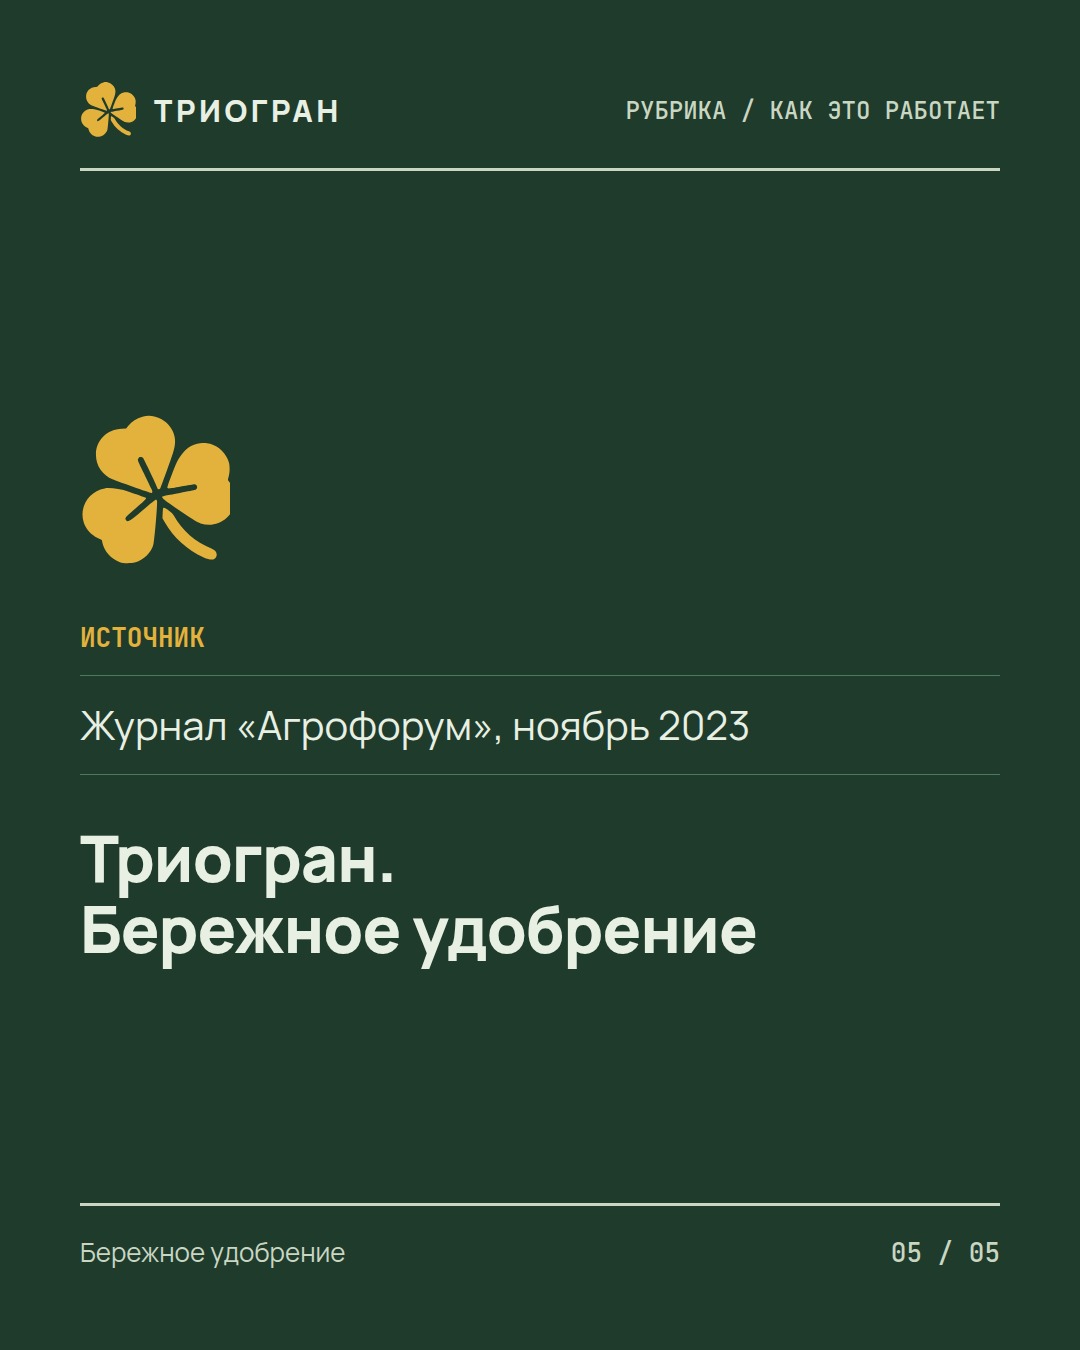 ТРИОГРАН
РУБРИКА / КАК ЭТО РАБОТАЕТ
ИСТОЧНИК
Журнал «Агрофорум», ноябрь 2023
Триогран.
Бережное удобрение
Бережное удобрение
05 / 05